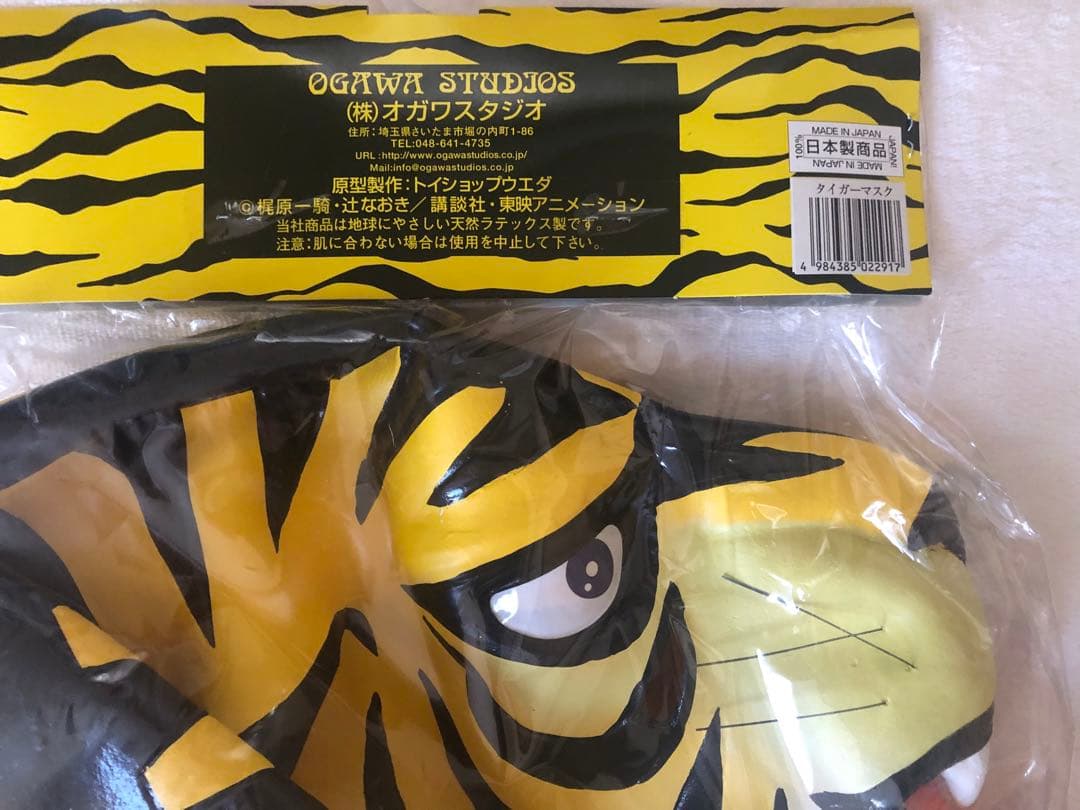 OGAWA STUDIOS
(株)オガワスタジオ
住所:埼玉県さいたま市堀の内町1-86
TEL:048-641-4735
URL:http://www.ogawastudios.co.jp/
Mail:info@ogawastudios.co.jp
原型製作:トイショップウエダ
©梶原一騎・辻なおき/講談社・東映アニメーション
当社商品は地球にやさしい天然ラテックス製です。
注意:肌に合わない場合は使用を中止して下さい。
MADE IN JAPAN
100%
日本製商品
JAPAN!
MADE IN JAPAN
タイガーマスク
4 984385 022917